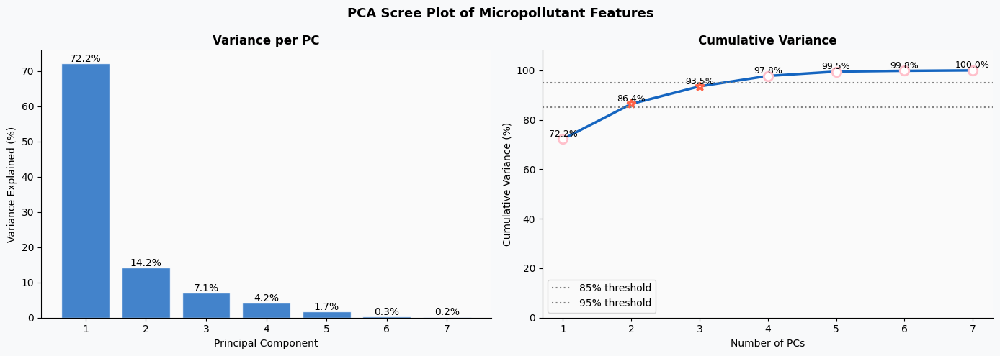 PCA Scree Plot of Micropollutant Features
Variance per PC
Variance Explained (%)
70
60
50
40
30
20
10
0
72.2%
14.2%
7.1%
4.2%
1.7%
0.3%
0.2%
1 2 3 4 5 6 7
Principal Component
Cumulative Variance
Cumulative Variance (%)
100
80
60
40
20
0
72.2%
86.4%
93.5%
97.8%
99.5%
99.8%
100.0%
85% threshold
95% threshold
1 2 3 4 5 6 7
Number of PCs